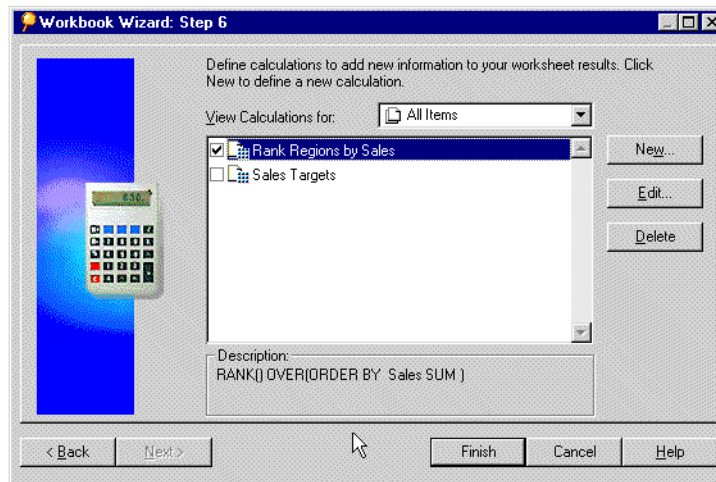 Workbook Wizard: Step 6
Define calculations to add new information to your worksheet results. Click
New to define a new calculation.
View Calculations for:
All Items
Rank Regions by Sales
Sales Targets
New...
Edit...
Delete
Description:
RANK() OVER(ORDER BY Sales SUM )
< Back
Next >
Finish
Cancel
Help